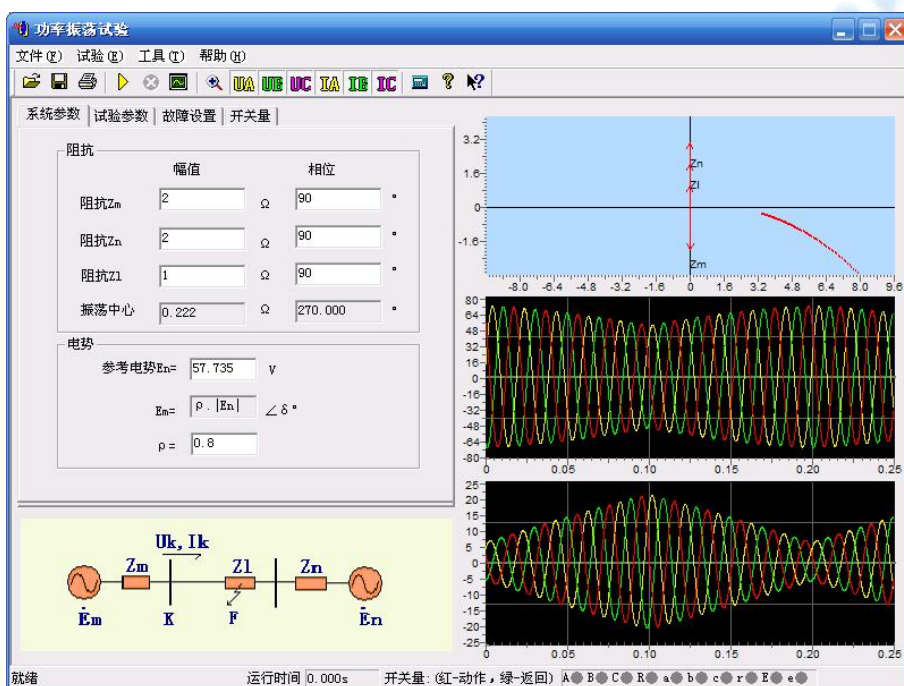 功率振荡试验
文件(F) 试验(E) 工具(T) 帮助(H)
UA UB UC IA IB IC
系统参数 试验参数 故障设置 开关量
阻抗
幅值 相位
阻抗Zm 2 Ω 90 °
阻抗Zn 2 Ω 90 °
阻抗Zl 1 Ω 90 °
振荡中心 0.222 Ω 270.000 °
电势
参考电势En= 57.735 V
Em= ρ.|En| ∠δ°
ρ= 0.8
Uk, Ik
Zm Zl Zn
Ėm K F Ėn
3.2
1.6
0
-1.6
Zn
Zl
Zm
-8.0 -6.4 -4.8 -3.2 -1.6 0 1.6 3.2 4.8 6.4 8.0 9.6
80
64
48
32
16
0
-16
-32
-48
-64
-80
0 0.05 0.10 0.15 0.20 0.25
25
20
15
10
5
0
-5
-10
-15
-20
-25
0 0.05 0.10 0.15 0.20 0.25
就绪 运行时间 0.000s 开关量:(红-动作,绿-返回) A B C R a b c r E e